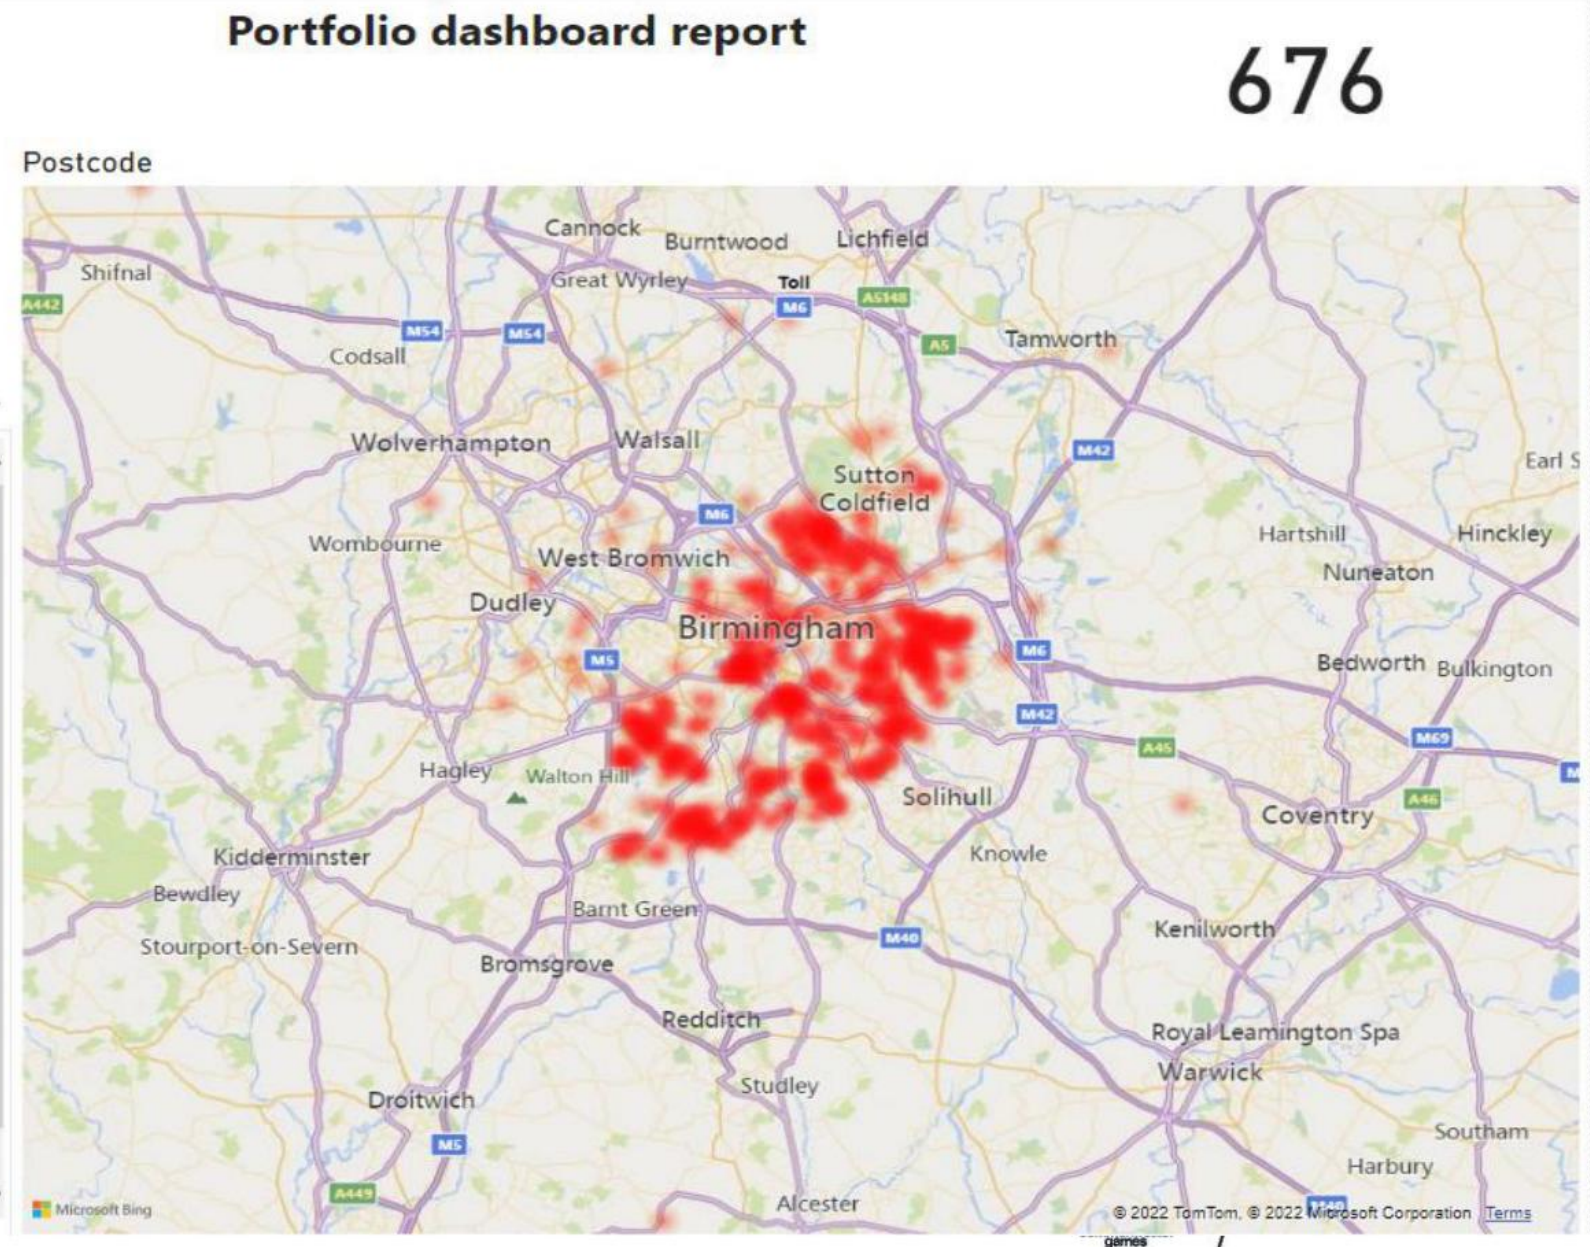 Portfolio dashboard report
676
Postcode
Cannock
Burntwood
Lichfield
Shifnal
Great Wyrley
Toll
M6
A5148
A442
M54
M54
A5
Tamworth
Codsall
Wolverhampton
Walsall
M42
Sutton
Coldfield
Earl S
M6
Wombourne
West Bromwich
Hartshill
Hinckley
Nuneaton
Dudley
Birmingham
M5
M6
Bedworth
Bulkington
M42
A45
M69
M
Hagley
Walton Hill
Solihull
A46
Coventry
Kidderminster
Knowle
Bewdley
Barnt Green
M40
Kenilworth
Stourport-on-Severn
Bromsgrove
Redditch
Royal Leamington Spa
Warwick
Studley
Droitwich
M5
Southam
Harbury
A449
Alcester
M40
Microsoft Bing
© 2022 TomTom, © 2022 Microsoft Corporation Terms
games